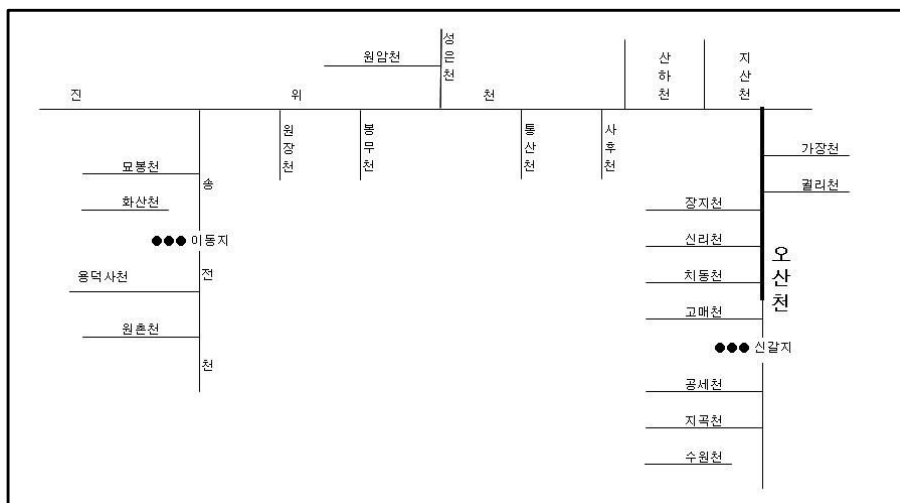 성은천
원암천
산하천
지산천
진위천
원장천
봉무천
통산천
사후천
가장천
묘봉천
송전천
궐리천
화산천
장지천
●●● 이동지
신리천
오산천
용덕사천
치동천
고매천
원촌천
●●● 신갈지
공세천
지곡천
수원천